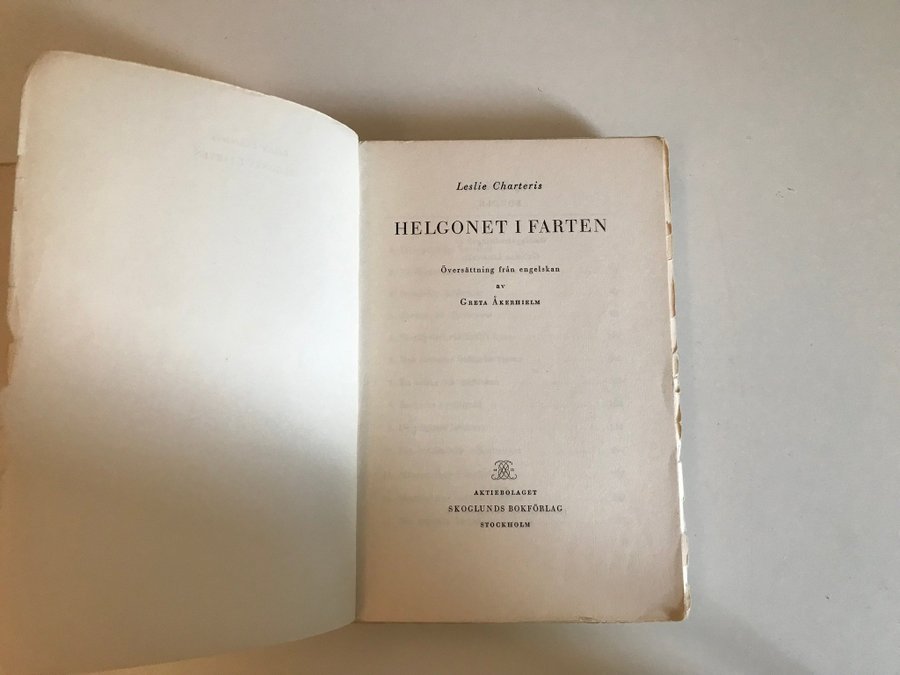 Leslie Charteris
HELGONET I FARTEN
Översättning från engelskan
av
GRETA ÅKERHIELM
AKTIEBOLAGET
SKOGLUNDS BOKFÖRLAG
STOCKHOLM